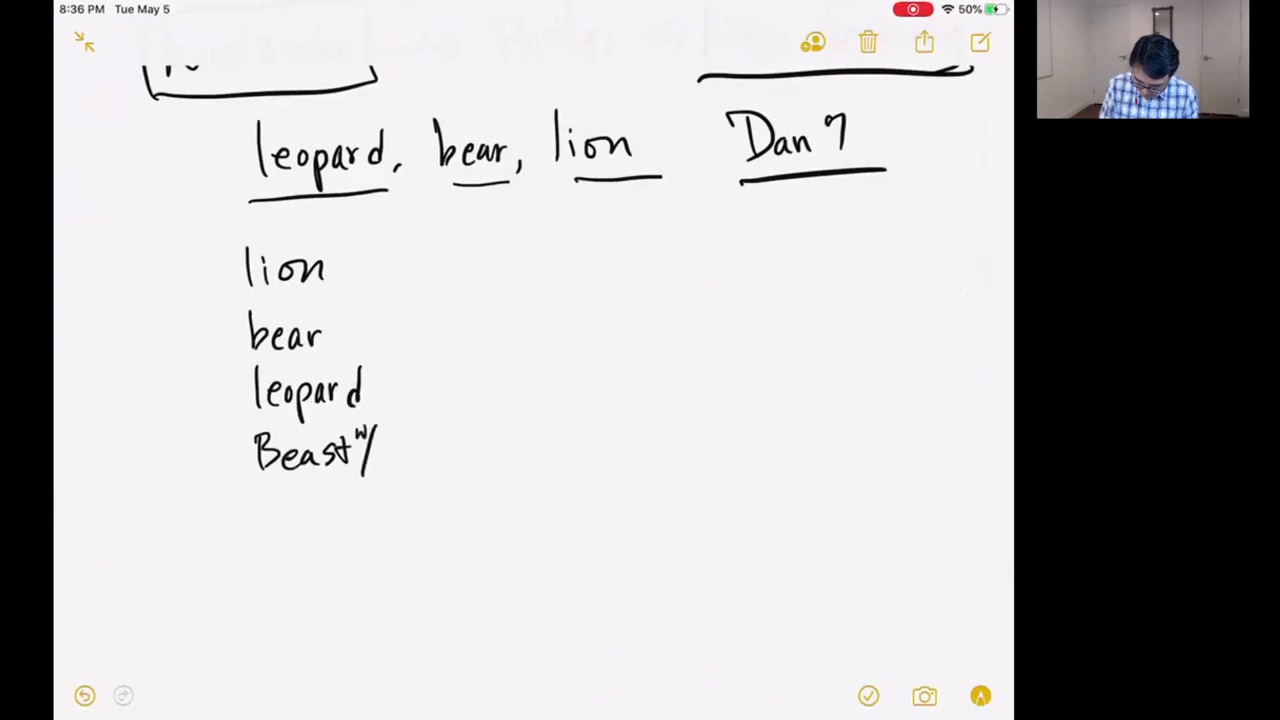 8:36 PM Tue May 5
50%
leopard, bear, lion Dan 7
lion
bear
leopard
Beast w/